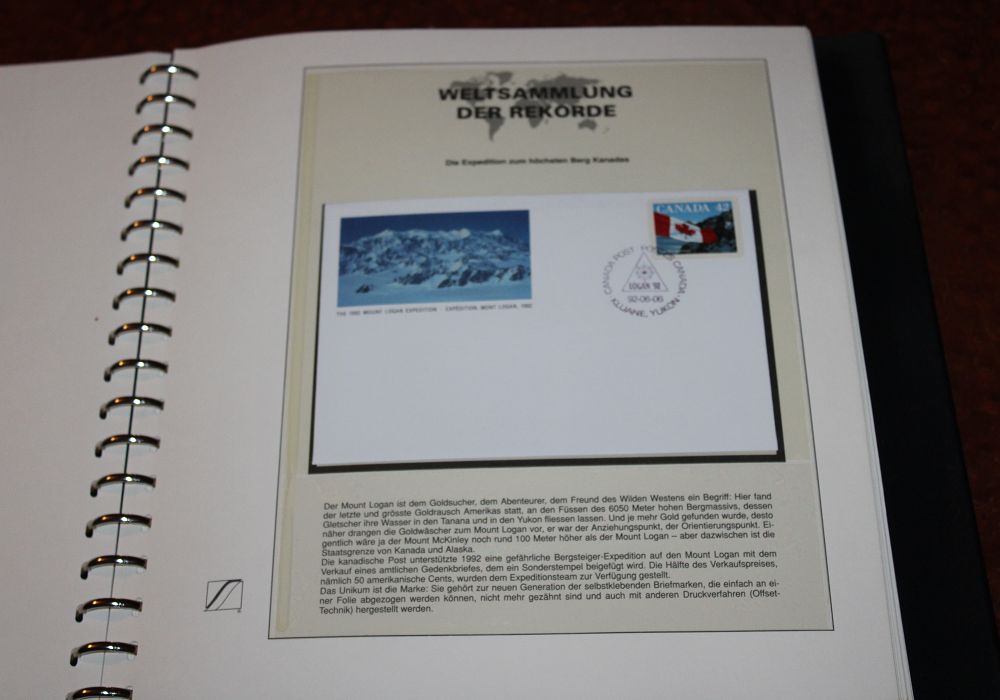 WELTSAMMLUNG
DER REKORDE
Die Expedition zum höchsten Berg Kanadas
CANADA 42
CANADA POST · POSTES CANADA
LOGAN 92
92-06-06
KLUANE, YUKON
THE 1992 MOUNT LOGAN EXPEDITION · EXPÉDITION, MONT LOGAN, 1992
Der Mount Logan ist dem Goldsucher, dem Abenteurer, dem Freund des Wilden Westens ein Begriff: Hier fand
der letzte und grösste Goldrausch Amerikas statt, an den Füssen des 6050 Meter hohen Bergmassivs, dessen
Gletscher ihre Wasser in den Tanana und in den Yukon fliessen lassen. Und je mehr Gold gefunden wurde, desto
näher drangen die Goldwäscher zum Mount Logan vor, er war der Anziehungspunkt, der Orientierungspunkt. Ei-
gentlich wäre ja der Mount McKinley noch rund 100 Meter höher als der Mount Logan – aber dazwischen ist die
Staatsgrenze von Kanada und Alaska.
Die kanadische Post unterstützte 1992 eine gefährliche Bergsteiger-Expedition auf den Mount Logan mit dem
Verkauf eines amtlichen Gedenkbriefes, dem ein Sonderstempel beigefügt wird. Die Hälfte des Verkaufspreises,
nämlich 50 amerikanische Cents, wurden dem Expeditionsteam zur Verfügung gestellt.
Das Unikum ist die Marke: Sie gehört zur neuen Generation der selbstklebenden Briefmarken, die einfach an ei-
ner Folie abgezogen werden können, nicht mehr gezähnt sind und auch mit anderen Druckverfahren (Offset-
Technik) hergestellt werden.